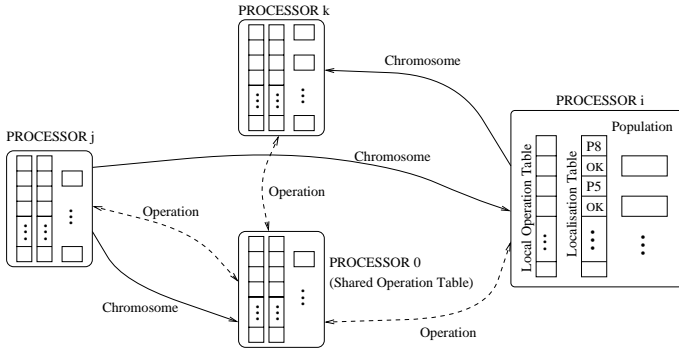 PROCESSOR k
Chromosome
PROCESSOR i
PROCESSOR j
Population
Chromosome
Operation
Local Operation Table
Localisation Table
P8
OK
P5
OK
Operation
PROCESSOR 0
(Shared Operation Table)
Chromosome
Operation